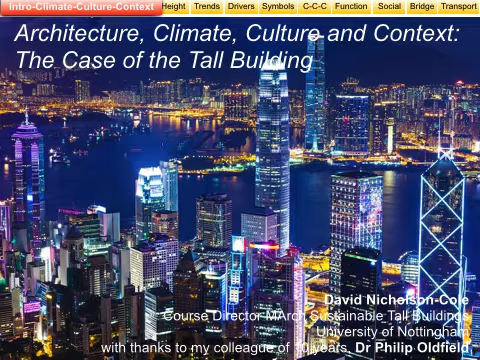 Intro-Climate-Culture-Context Height Trends Drivers Symbols C-C-C Function Social Bridge Transport
Architecture, Climate, Culture and Context:
The Case of the Tall Building
David Nicholson-Cole
Course Director MArch Sustainable Tall Buildings
University of Nottingham
with thanks to my colleague of 10 years, Dr Philip Oldfield